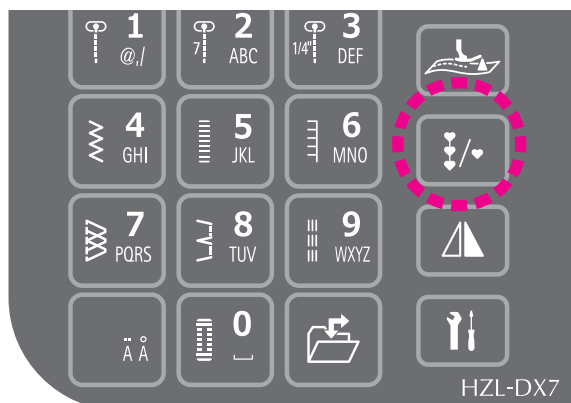 1
@,/
7
2
ABC
1/4"
3
DEF
4
GHI
5
JKL
6
MNO
7
PQRS
8
TUV
9
WXYZ
Ä Å
0
HZL-DX7